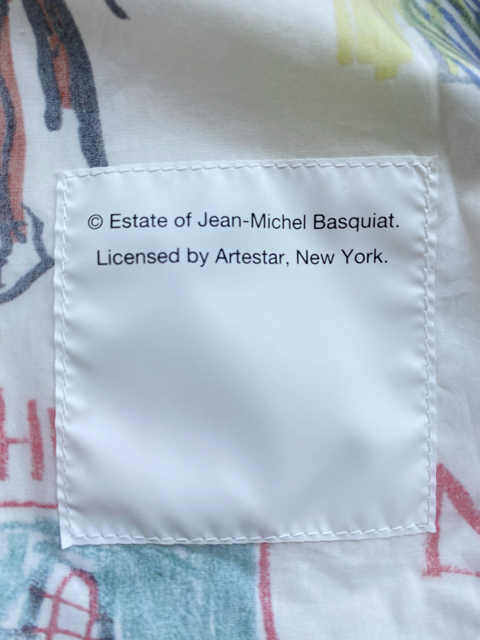 © Estate of Jean-Michel Basquiat.
Licensed by Artestar, New York.